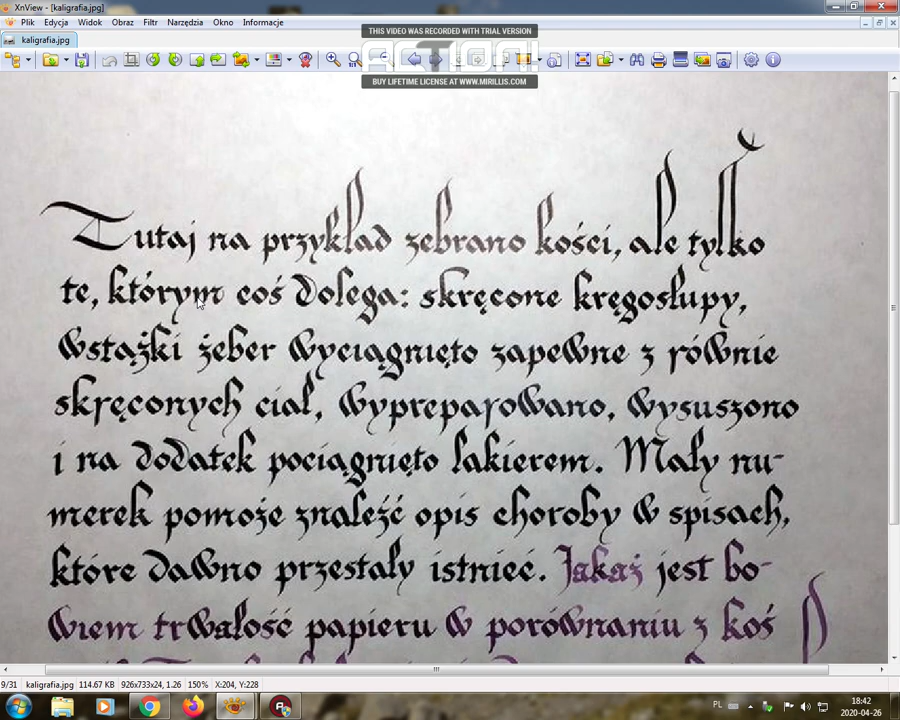 XnView - [kaligrafia.jpg]
Plik Edycja Widok Obraz Filtr Narzędzia Okno Informacje
THIS VIDEO WAS RECORDED WITH TRIAL VERSION
kaligrafia.jpg
BUY LIFETIME LICENSE AT WWW.MIRILLIS.COM
Tutaj na przykład zebrano kości, ale tylko
te, którym coś dolega: skręcone kręgosłupy,
wstążki żeber wyciągnięto zapewne z równie
skręconych ciał, wypreparowano, wysuszono
i na dodatek pociągnięto lakierem. Mały nu-
merek pomoże znaleźć opis choroby w spisach,
które dawno przestały istnieć. Jakaż jest bo-
wiem trwałość papieru w porównaniu z koś
9/31 kaligrafia.jpg 114.67 KB 926x733x24, 1.26 150% X:204, Y:228
PL 18:42
2020-04-26